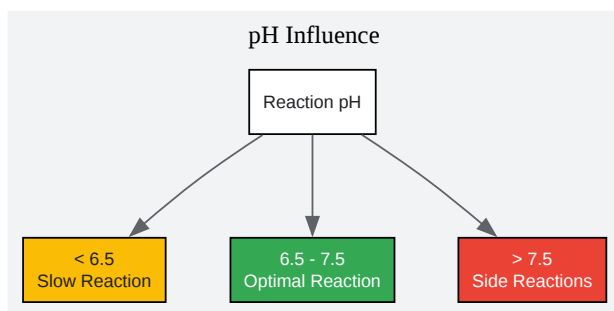 pH Influence
Reaction pH
< 6.5
Slow Reaction
6.5 - 7.5
Optimal Reaction
> 7.5
Side Reactions